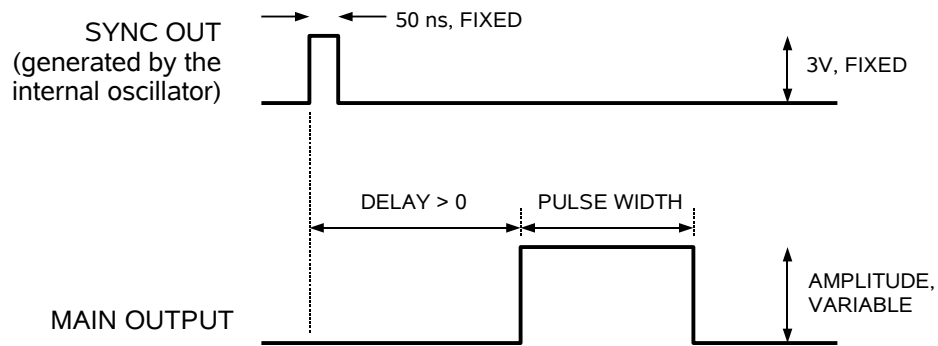 50 ns, FIXED
SYNC OUT
(generated by the
internal oscillator)
3V, FIXED
DELAY > 0
PULSE WIDTH
AMPLITUDE,
VARIABLE
MAIN OUTPUT